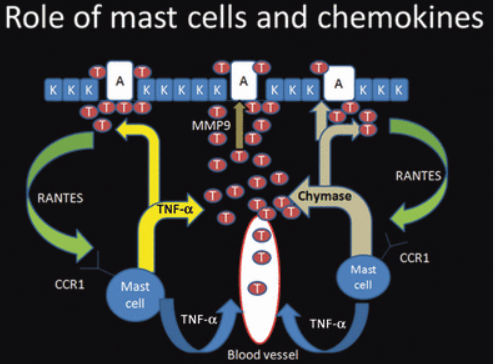 Role of mast cells and chemokines
T A T T A T T A
K K K K K K K K K K K K K K
T T T T T T T T T T
T MMP9 T T T T T
T T T
RANTES RANTES
T T T T
TNF-α T T T T T Chymase
T
CCR1 CCR1
T
Mast
cell
Mast
cell
T
TNF-α TNF-α
Blood vessel